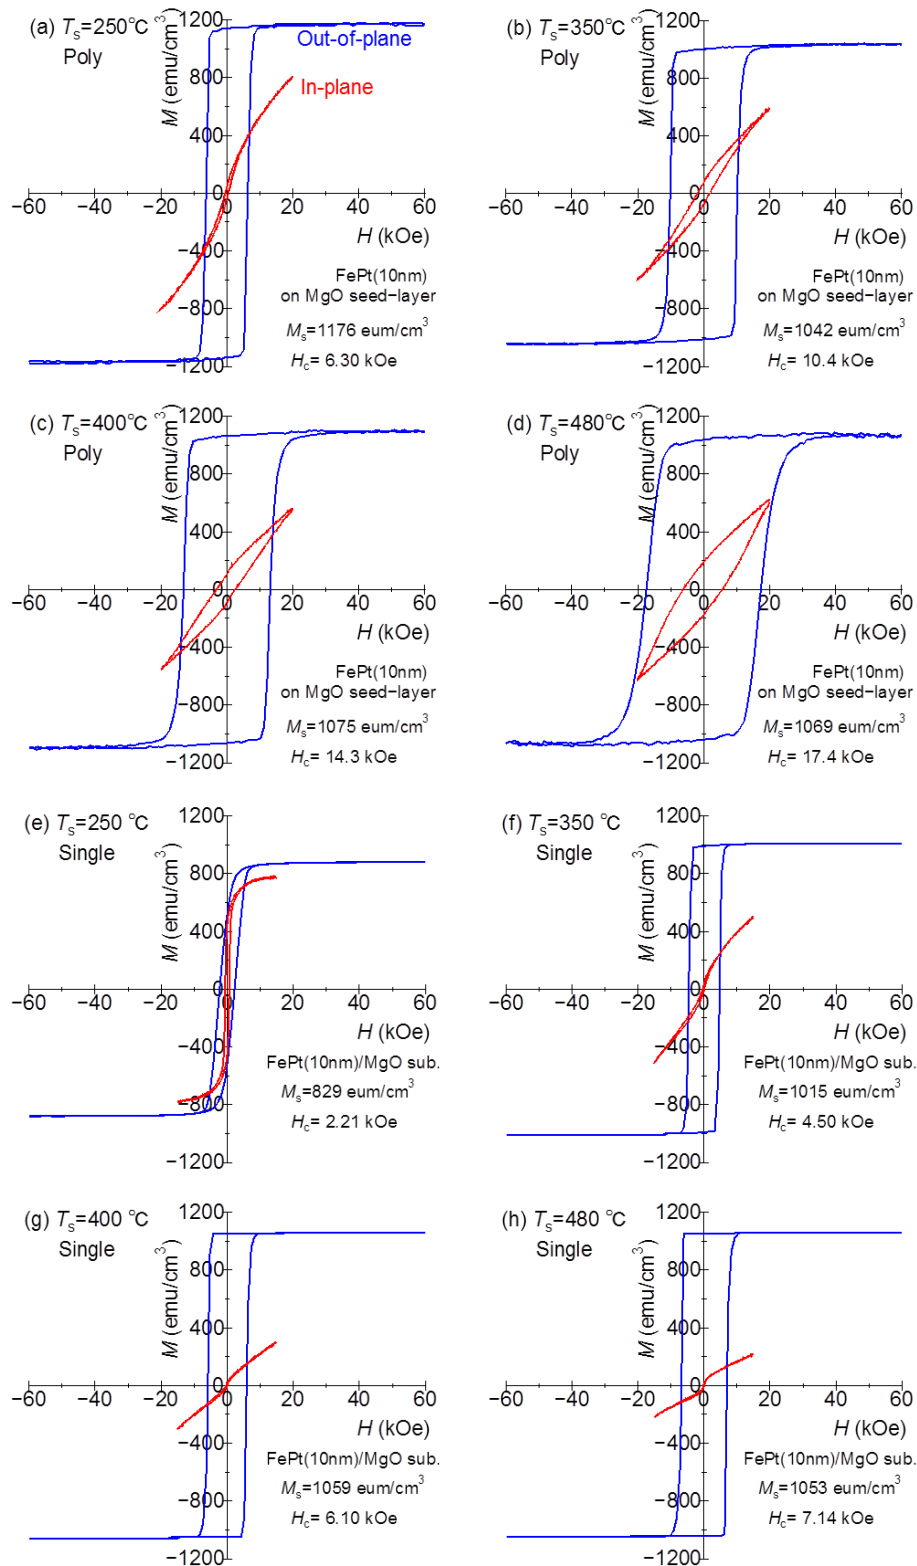 (a) Ts=250℃
Poly
M (emu/cm³)
1200
800
400
0
−400
−800
−1200
−60 −40 −20 0 20 40 60
H (kOe)
Out-of-plane
In-plane
FePt(10nm)
on MgO seed−layer
Ms=1176 eum/cm³
Hc= 6.30 kOe
(b) Ts=350℃
Poly
M (emu/cm³)
1200
800
400
0
−400
−800
−1200
−60 −40 −20 0 20 40 60
H (kOe)
FePt(10nm)
on MgO seed−layer
Ms=1042 eum/cm³
Hc= 10.4 kOe
(c) Ts=400℃
Poly
M (emu/cm³)
1200
800
400
0
−400
−800
−1200
−60 −40 −20 0 20 40 60
H (kOe)
FePt(10nm)
on MgO seed−layer
Ms=1075 eum/cm³
Hc= 14.3 kOe
(d) Ts=480℃
Poly
M (emu/cm³)
1200
800
400
0
−400
−800
−1200
−60 −40 −20 0 20 40 60
H (kOe)
FePt(10nm)
on MgO seed−layer
Ms=1069 eum/cm³
Hc= 17.4 kOe
(e) Ts=250 ℃
Single
M (emu/cm³)
1200
800
400
0
−400
−800
−1200
−60 −40 −20 0 20 40 60
H (kOe)
FePt(10nm)/MgO sub.
Ms=829 eum/cm³
Hc= 2.21 kOe
(f) Ts=350 ℃
Single
M (emu/cm³)
1200
800
400
0
−400
−800
−1200
−60 −40 −20 0 20 40 60
H (kOe)
FePt(10nm)/MgO sub.
Ms=1015 eum/cm³
Hc= 4.50 kOe
(g) Ts=400 ℃
Single
M (emu/cm³)
1200
800
400
0
−400
−800
−1200
−60 −40 −20 0 20 40 60
H (kOe)
FePt(10nm)/MgO sub.
Ms=1059 eum/cm³
Hc= 6.10 kOe
(h) Ts=480 ℃
Single
M (emu/cm³)
1200
800
400
0
−400
−800
−1200
−60 −40 −20 0 20 40 60
H (kOe)
FePt(10nm)/MgO sub.
Ms=1053 eum/cm³
Hc= 7.14 kOe